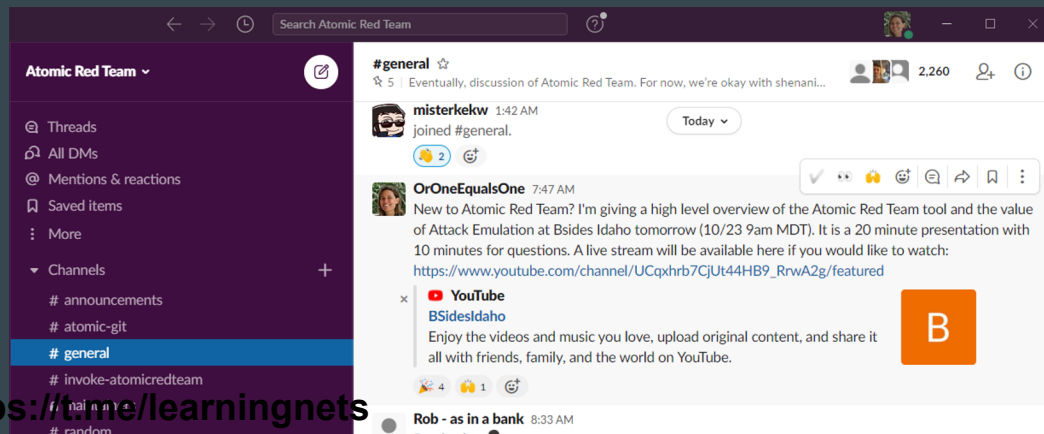 Search Atomic Red Team
Atomic Red Team
Threads
All DMs
@ Mentions & reactions
Saved items
More
Channels
# announcements
# atomic-git
# general
# invoke-atomicredteam
# maintainers
# random
s://t.me/learningnets
#general
5 | Eventually, discussion of Atomic Red Team. For now, we're okay with shenani...
2,260
misterkekw 1:42 AM
joined #general.
2
Today
OrOneEqualsOne 7:47 AM
New to Atomic Red Team? I'm giving a high level overview of the Atomic Red Team tool and the value
of Attack Emulation at Bsides Idaho tomorrow (10/23 9am MDT). It is a 20 minute presentation with
10 minutes for questions. A live stream will be available here if you would like to watch:
https://www.youtube.com/channel/UCqxhrb7CjUt44HB9_RrwA2g/featured
YouTube
BSidesIdaho
Enjoy the videos and music you love, upload original content, and share it
all with friends, family, and the world on YouTube.
B
4 1
Rob - as in a bank 8:33 AM